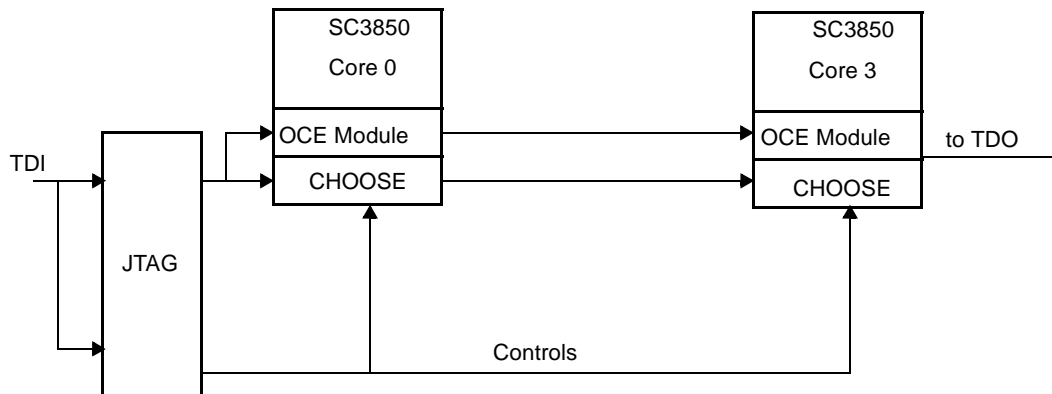 SC3850
Core 0
OCE Module
CHOOSE
SC3850
Core 3
OCE Module
CHOOSE
to TDO
TDI
JTAG
Controls